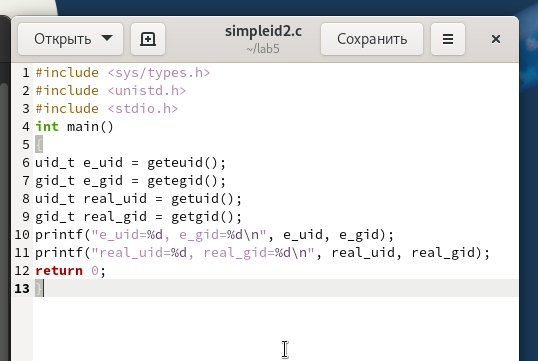 Открыть
simpleid2.c
~/lab5
Сохранить
1 #include <sys/types.h>
2 #include <unistd.h>
3 #include <stdio.h>
4 int main()
5 {
6 uid_t e_uid = geteuid();
7 gid_t e_gid = getegid();
8 uid_t real_uid = getuid();
9 gid_t real_gid = getgid();
10 printf("e_uid=%d, e_gid=%d\n", e_uid, e_gid);
11 printf("real_uid=%d, real_gid=%d\n", real_uid, real_gid);
12 return 0;
13 }